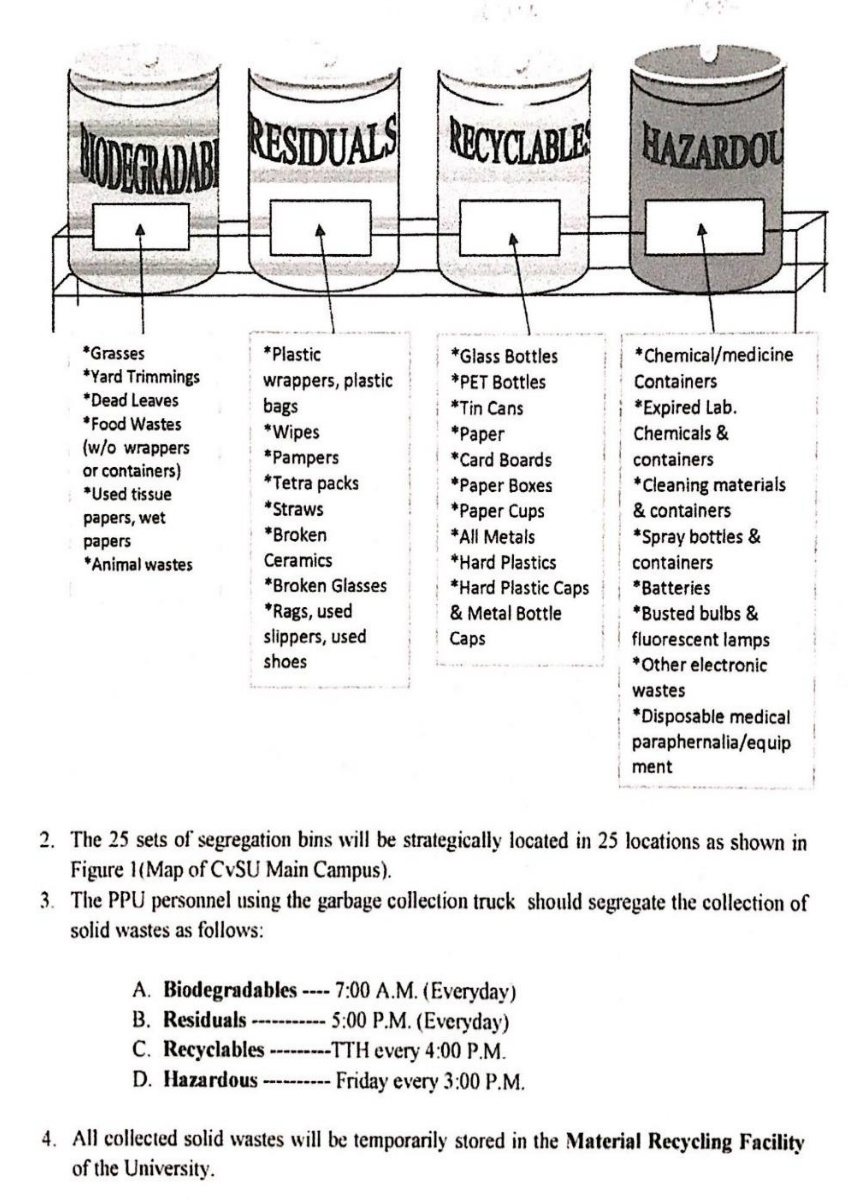 BIODEGRADABL
RESIDUALS
RECYCLABLES
HAZARDOU
*Grasses
*Yard Trimmings
*Dead Leaves
*Food Wastes
(w/o wrappers
or containers)
*Used tissue
papers, wet
papers
*Animal wastes
*Plastic
wrappers, plastic
bags
*Wipes
*Pampers
*Tetra packs
*Straws
*Broken
Ceramics
*Broken Glasses
*Rags, used
slippers, used
shoes
*Glass Bottles
*PET Bottles
*Tin Cans
*Paper
*Card Boards
*Paper Boxes
*Paper Cups
*All Metals
*Hard Plastics
*Hard Plastic Caps
& Metal Bottle
Caps
*Chemical/medicine
Containers
*Expired Lab.
Chemicals &
containers
*Cleaning materials
& containers
*Spray bottles &
containers
*Batteries
*Busted bulbs &
fluorescent lamps
*Other electronic
wastes
*Disposable medical
paraphernalia/equip
ment
2. The 25 sets of segregation bins will be strategically located in 25 locations as shown in
Figure 1(Map of CvSU Main Campus).
3. The PPU personnel using the garbage collection truck should segregate the collection of
solid wastes as follows:
A. Biodegradables ---- 7:00 A.M. (Everyday)
B. Residuals ----------- 5:00 P.M. (Everyday)
C. Recyclables ---------TTH every 4:00 P.M.
D. Hazardous ---------- Friday every 3:00 P.M.
4. All collected solid wastes will be temporarily stored in the Material Recycling Facility
of the University.